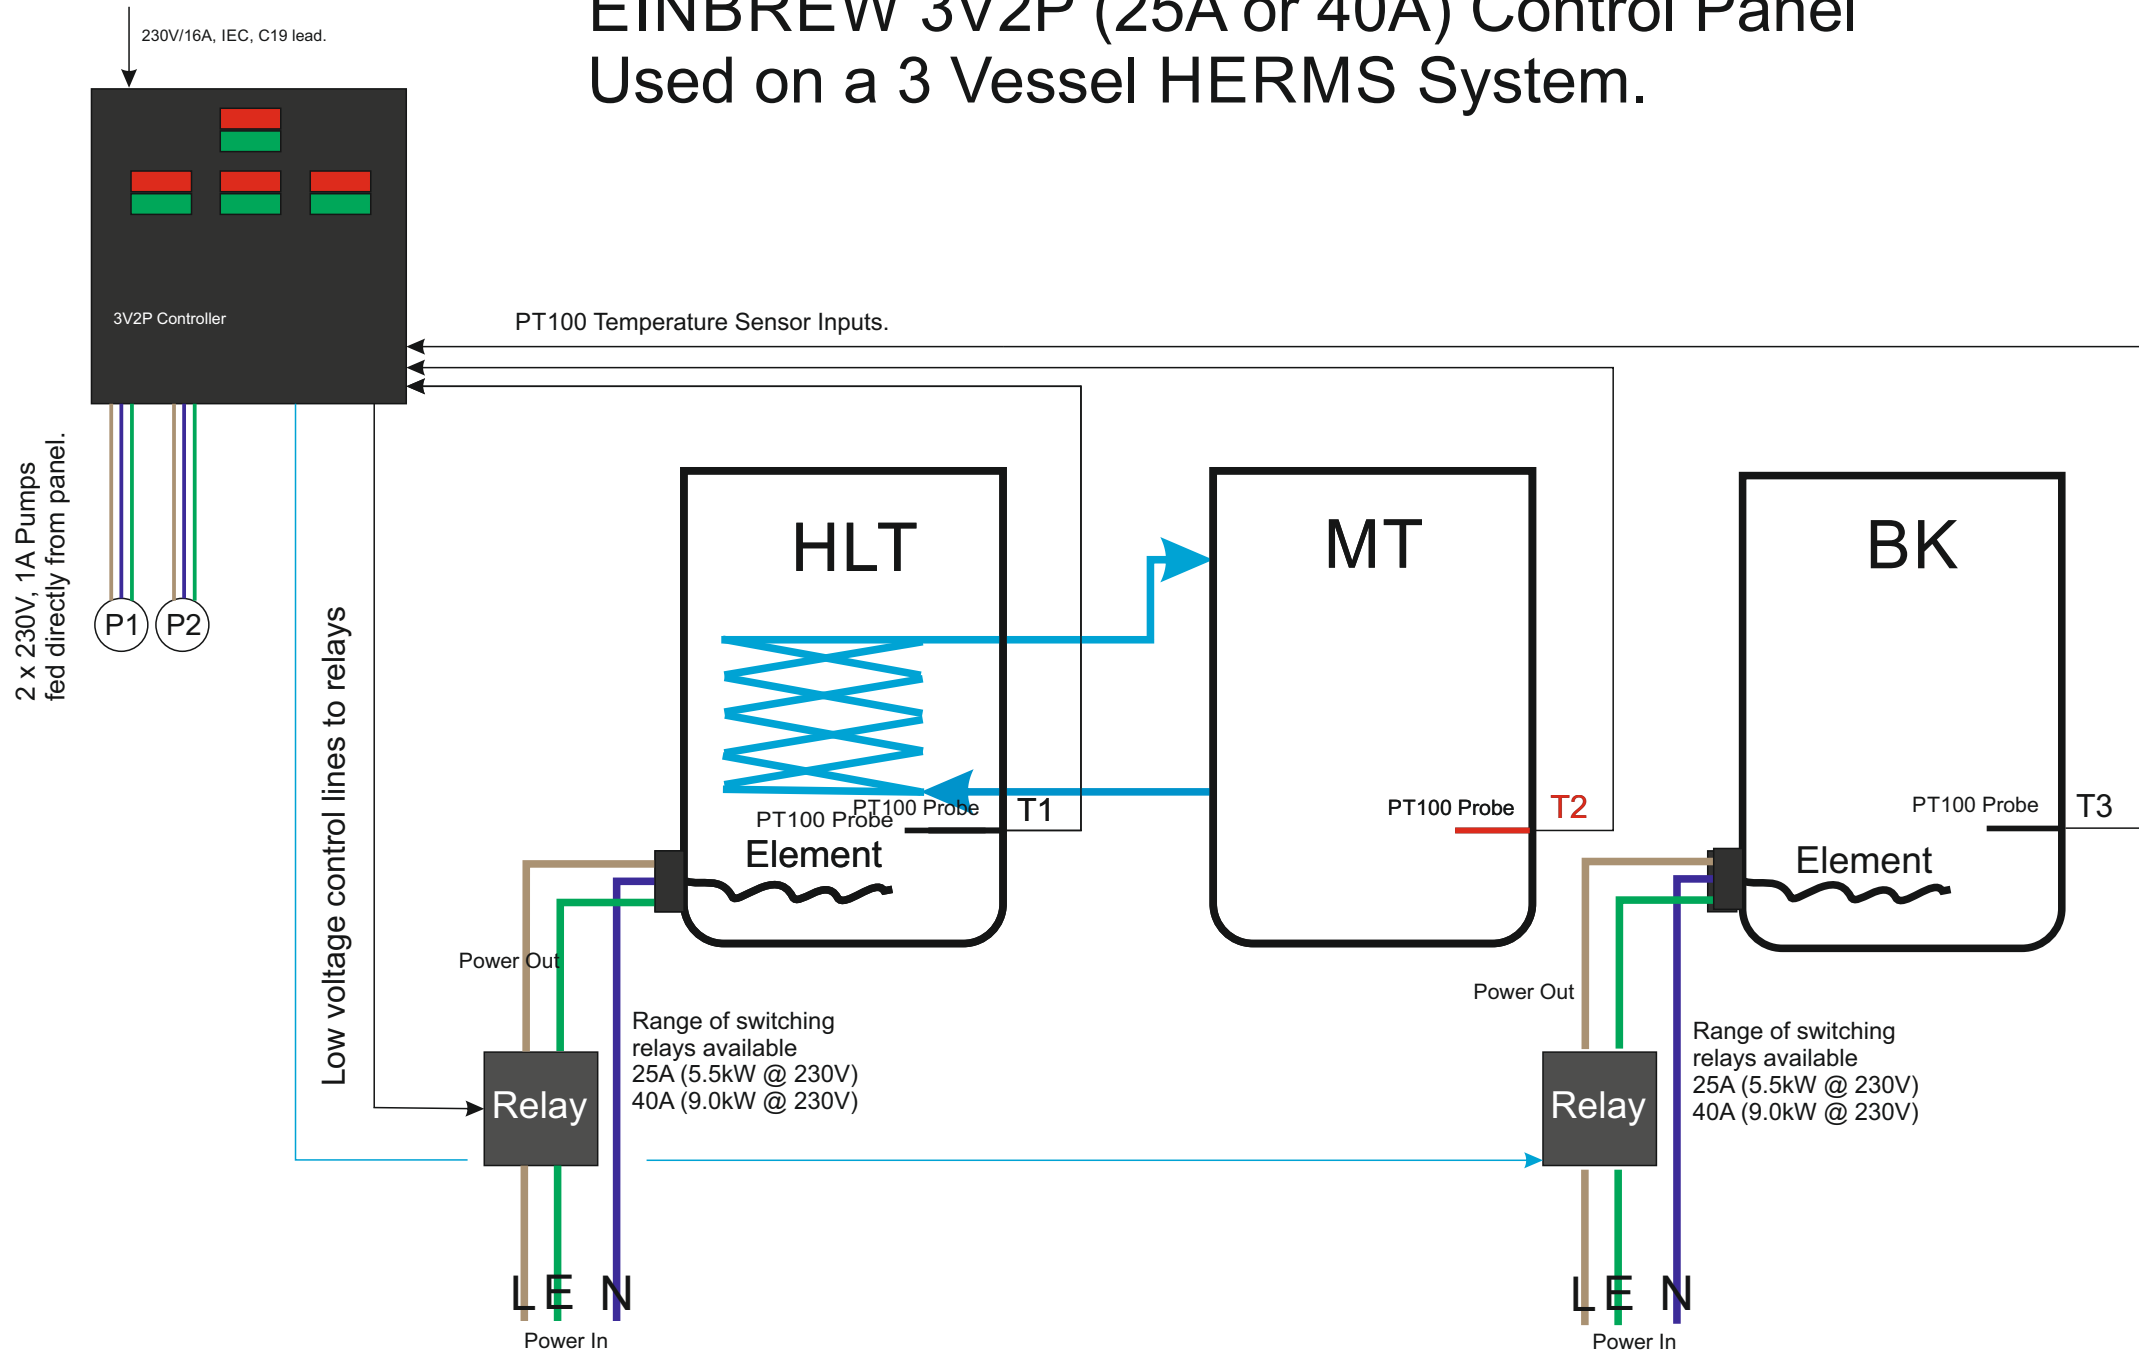 EINBREW 3V2P (25A or 40A) Control Panel
Used on a 3 Vessel HERMS System.
230V/16A, IEC, C19 lead.
3V2P Controller
PT100 Temperature Sensor Inputs.
2 x 230V, 1A Pumps
fed directly from panel.
P1
P2
Low voltage control lines to relays
HLT
MT
BK
PT100 Probe
PT100 Probe
T1
Element
PT100 Probe
T2
PT100 Probe
T3
Element
Power Out
Range of switching
relays available
25A (5.5kW @ 230V)
40A (9.0kW @ 230V)
Relay
Power Out
Range of switching
relays available
25A (5.5kW @ 230V)
40A (9.0kW @ 230V)
Relay
L E N
Power In
L E N
Power In